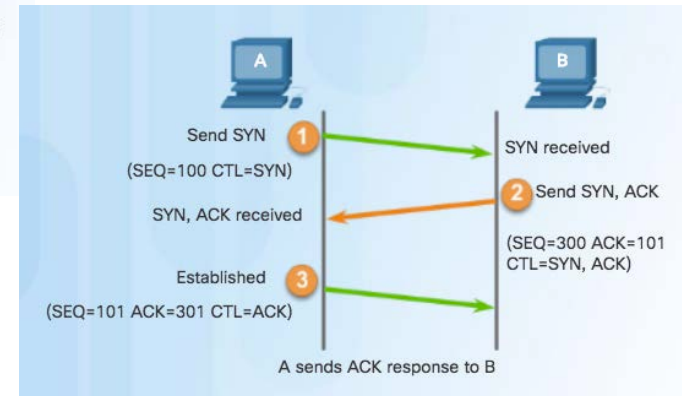 A
B
Send SYN
1
(SEQ=100 CTL=SYN)
SYN received
2
Send SYN, ACK
SYN, ACK received
(SEQ=300 ACK=101
CTL=SYN, ACK)
Established
3
(SEQ=101 ACK=301 CTL=ACK)
A sends ACK response to B